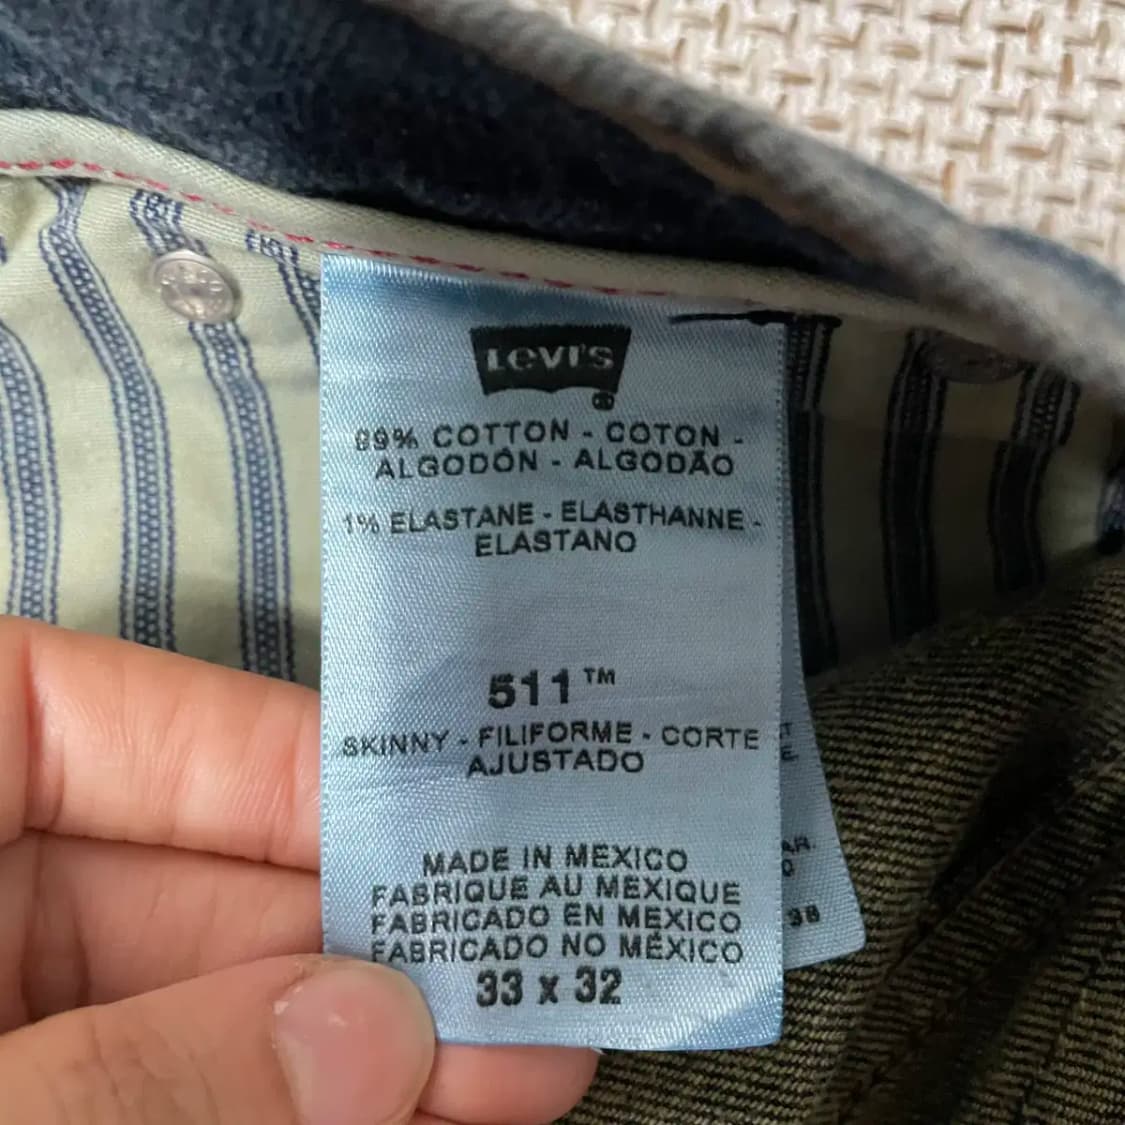 Levi's
®
99% COTTON - COTON -
ALGODÓN - ALGODÃO
1% ELASTANE - ELASTHANNE -
ELASTANO
511™
SKINNY - FILIFORME - CORTE
AJUSTADO
MADE IN MEXICO
FABRIQUE AU MEXIQUE
FABRICADO EN MEXICO
FABRICADO NO MÉXICO
33 x 32